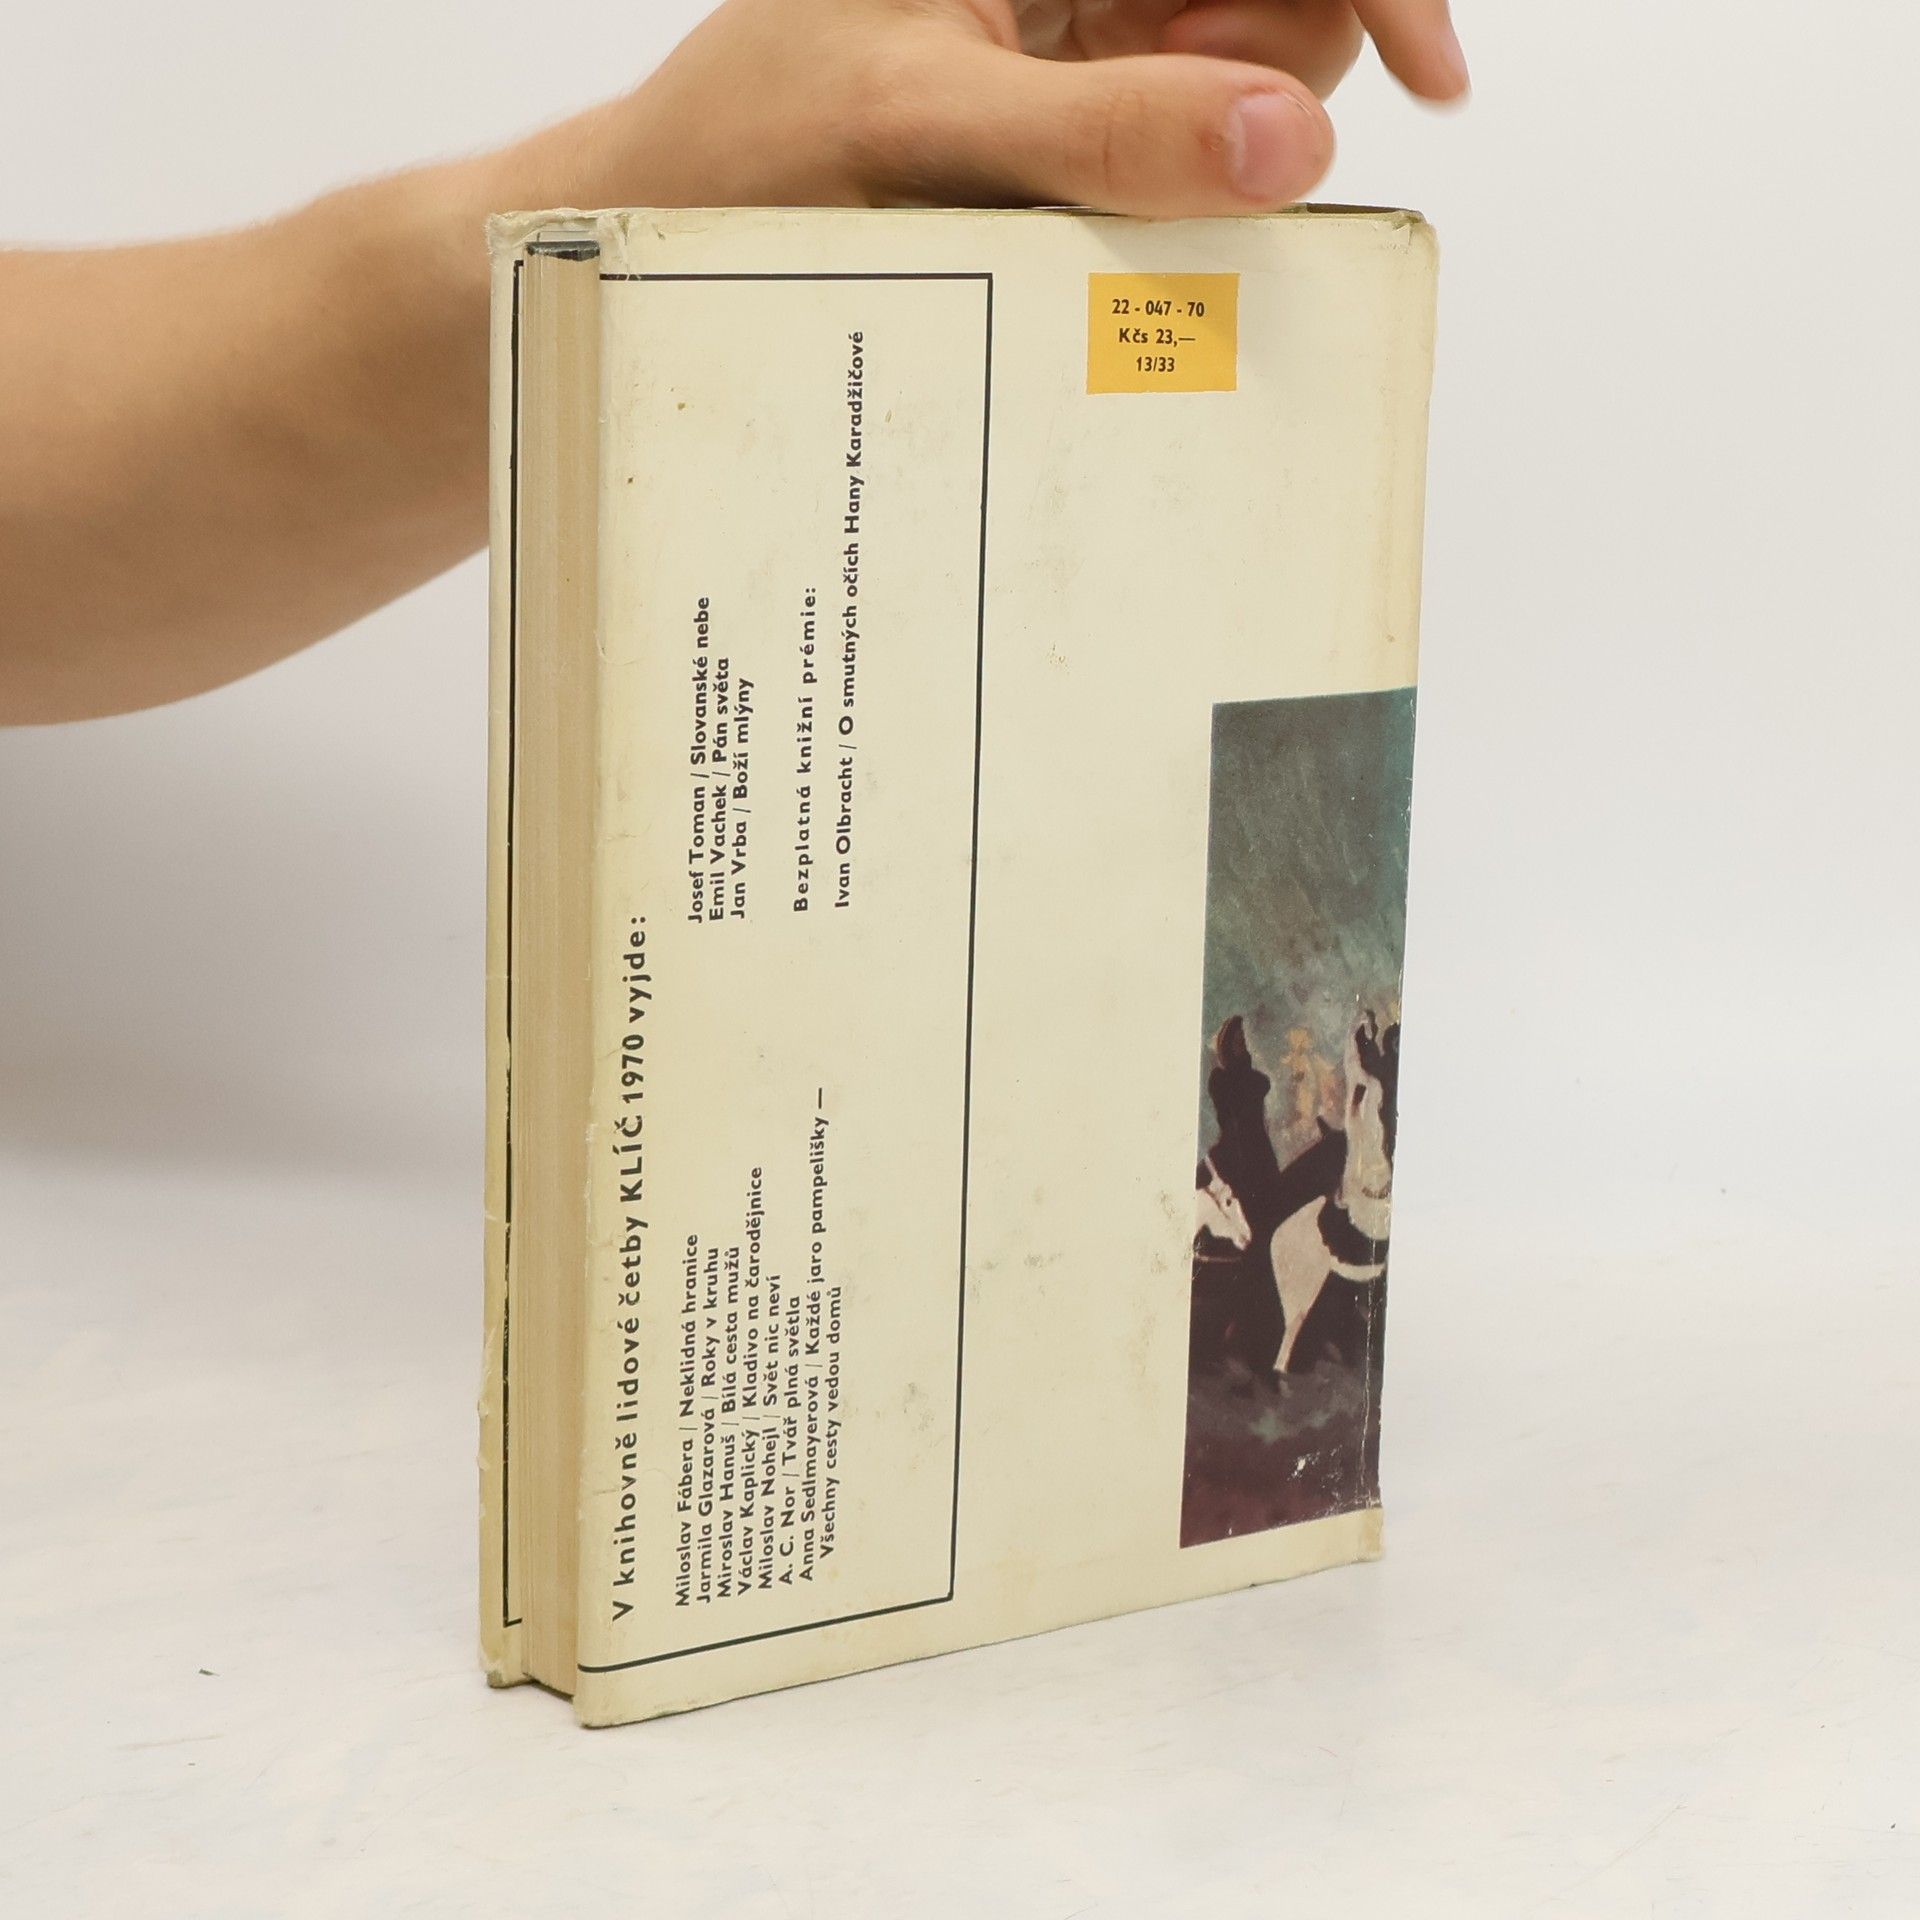 V knihovně lidové četby KLÍČ 1970 vyjde:
Miloslav Fábera / Neklidná hranice
Jarmila Glazarová / Roky v kruhu
Miroslav Hanuš / Bílá cesta mužů
Václav Kaplický / Kladivo na čarodějnice
Miloslav Nohejl / Svět nic neví
A. C. Nor / Tvář plná světla
Anna Sedlmayerová / Každé jaro pampelišky —
Všechny cesty vedou domů
Josef Toman / Slovanské nebe
Emil Vachek / Pán světa
Jan Vrba / Boží mlýny
Bezplatná knižní prémie:
Ivan Olbracht / O smutných očích Hany Karadžičové
22 - 047 - 70
Kčs 23,—
13/33